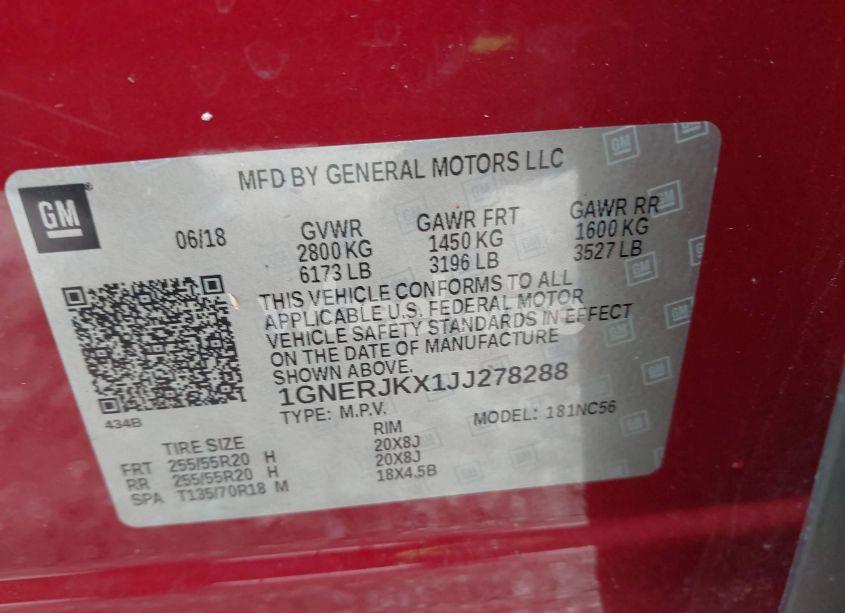 MFD BY GENERAL MOTORS LLC
GM
06/18
GVWR GAWR FRT GAWR RR
2800 KG 1450 KG 1600 KG
6173 LB 3196 LB 3527 LB
THIS VEHICLE CONFORMS TO ALL
APPLICABLE U.S. FEDERAL MOTOR
VEHICLE SAFETY STANDARDS IN EFFECT
ON THE DATE OF MANUFACTURE
SHOWN ABOVE.
1GNERJKX1JJ278288
TYPE: M.P.V. MODEL: 181NC56
434B
TIRE SIZE RIM
FRT 255/55R20 H 20X8J
RR 255/55R20 H 20X8J
SPA T135/70R18 M 18X4.5B